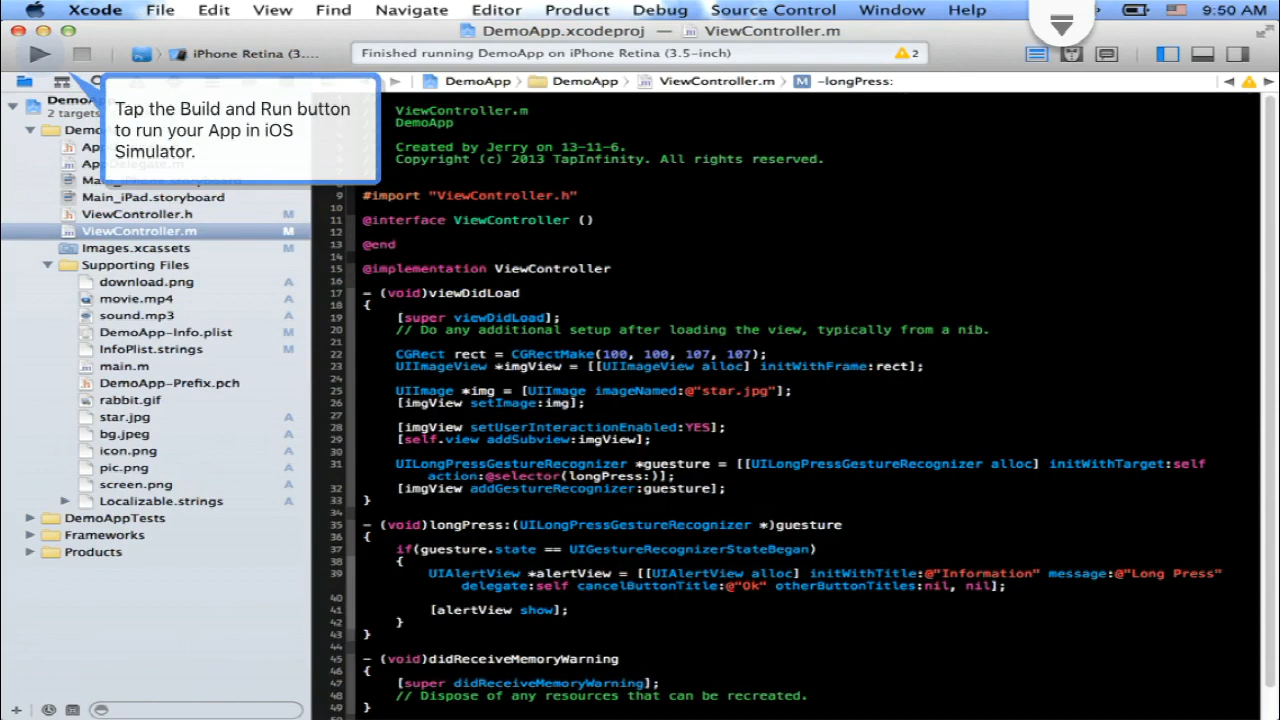 Xcode File Edit View Find Navigate Editor Product Debug Source Control Window Help 9:50 AM
DemoApp.xcodeproj — ViewController.m
iPhone Retina (3.... Finished running DemoApp on iPhone Retina (3.5-inch) 2
DemoApp DemoApp ViewController.m M -longPress:
Tap the Build and Run button
to run your App in iOS
Simulator.
2 targets
Main_iPhone.storyboard
Main_iPad.storyboard
ViewController.h M
ViewController.m M
Images.xcassets M
Supporting Files
download.png A
movie.mp4 A
sound.mp3 A
DemoApp-Info.plist M
InfoPlist.strings M
main.m
DemoApp-Prefix.pch
rabbit.gif
star.jpg A
bg.jpeg A
icon.png A
pic.png A
screen.png A
Localizable.strings A
DemoAppTests
Frameworks
Products
ViewController.m
DemoApp
Created by Jerry on 13-11-6.
Copyright (c) 2013 TapInfinity. All rights reserved.
9 #import "ViewController.h"
10
11 @interface ViewController ()
12
13 @end
14
15 @implementation ViewController
16
17 - (void)viewDidLoad
18 {
19 [super viewDidLoad];
20 // Do any additional setup after loading the view, typically from a nib.
21
22 CGRect rect = CGRectMake(100, 100, 107, 107);
23 UIImageView *imgView = [[UIImageView alloc] initWithFrame:rect];
24
25 UIImage *img = [UIImage imageNamed:@"star.jpg"];
26 [imgView setImage:img];
27
28 [imgView setUserInteractionEnabled:YES];
29 [self.view addSubview:imgView];
30
31 UILongPressGestureRecognizer *guesture = [[UILongPressGestureRecognizer alloc] initWithTarget:self
action:@selector(longPress:)];
32 [imgView addGestureRecognizer:guesture];
33 }
34
35 - (void)longPress:(UILongPressGestureRecognizer *)guesture
36 {
37 if(guesture.state == UIGestureRecognizerStateBegan)
38 {
39 UIAlertView *alertView = [[UIAlertView alloc] initWithTitle:@"Information" message:@"Long Press"
delegate:self cancelButtonTitle:@"Ok" otherButtonTitles:nil, nil];
40
41 [alertView show];
42 }
43 }
44
45 - (void)didReceiveMemoryWarning
46 {
47 [super didReceiveMemoryWarning];
48 // Dispose of any resources that can be recreated.
49 }